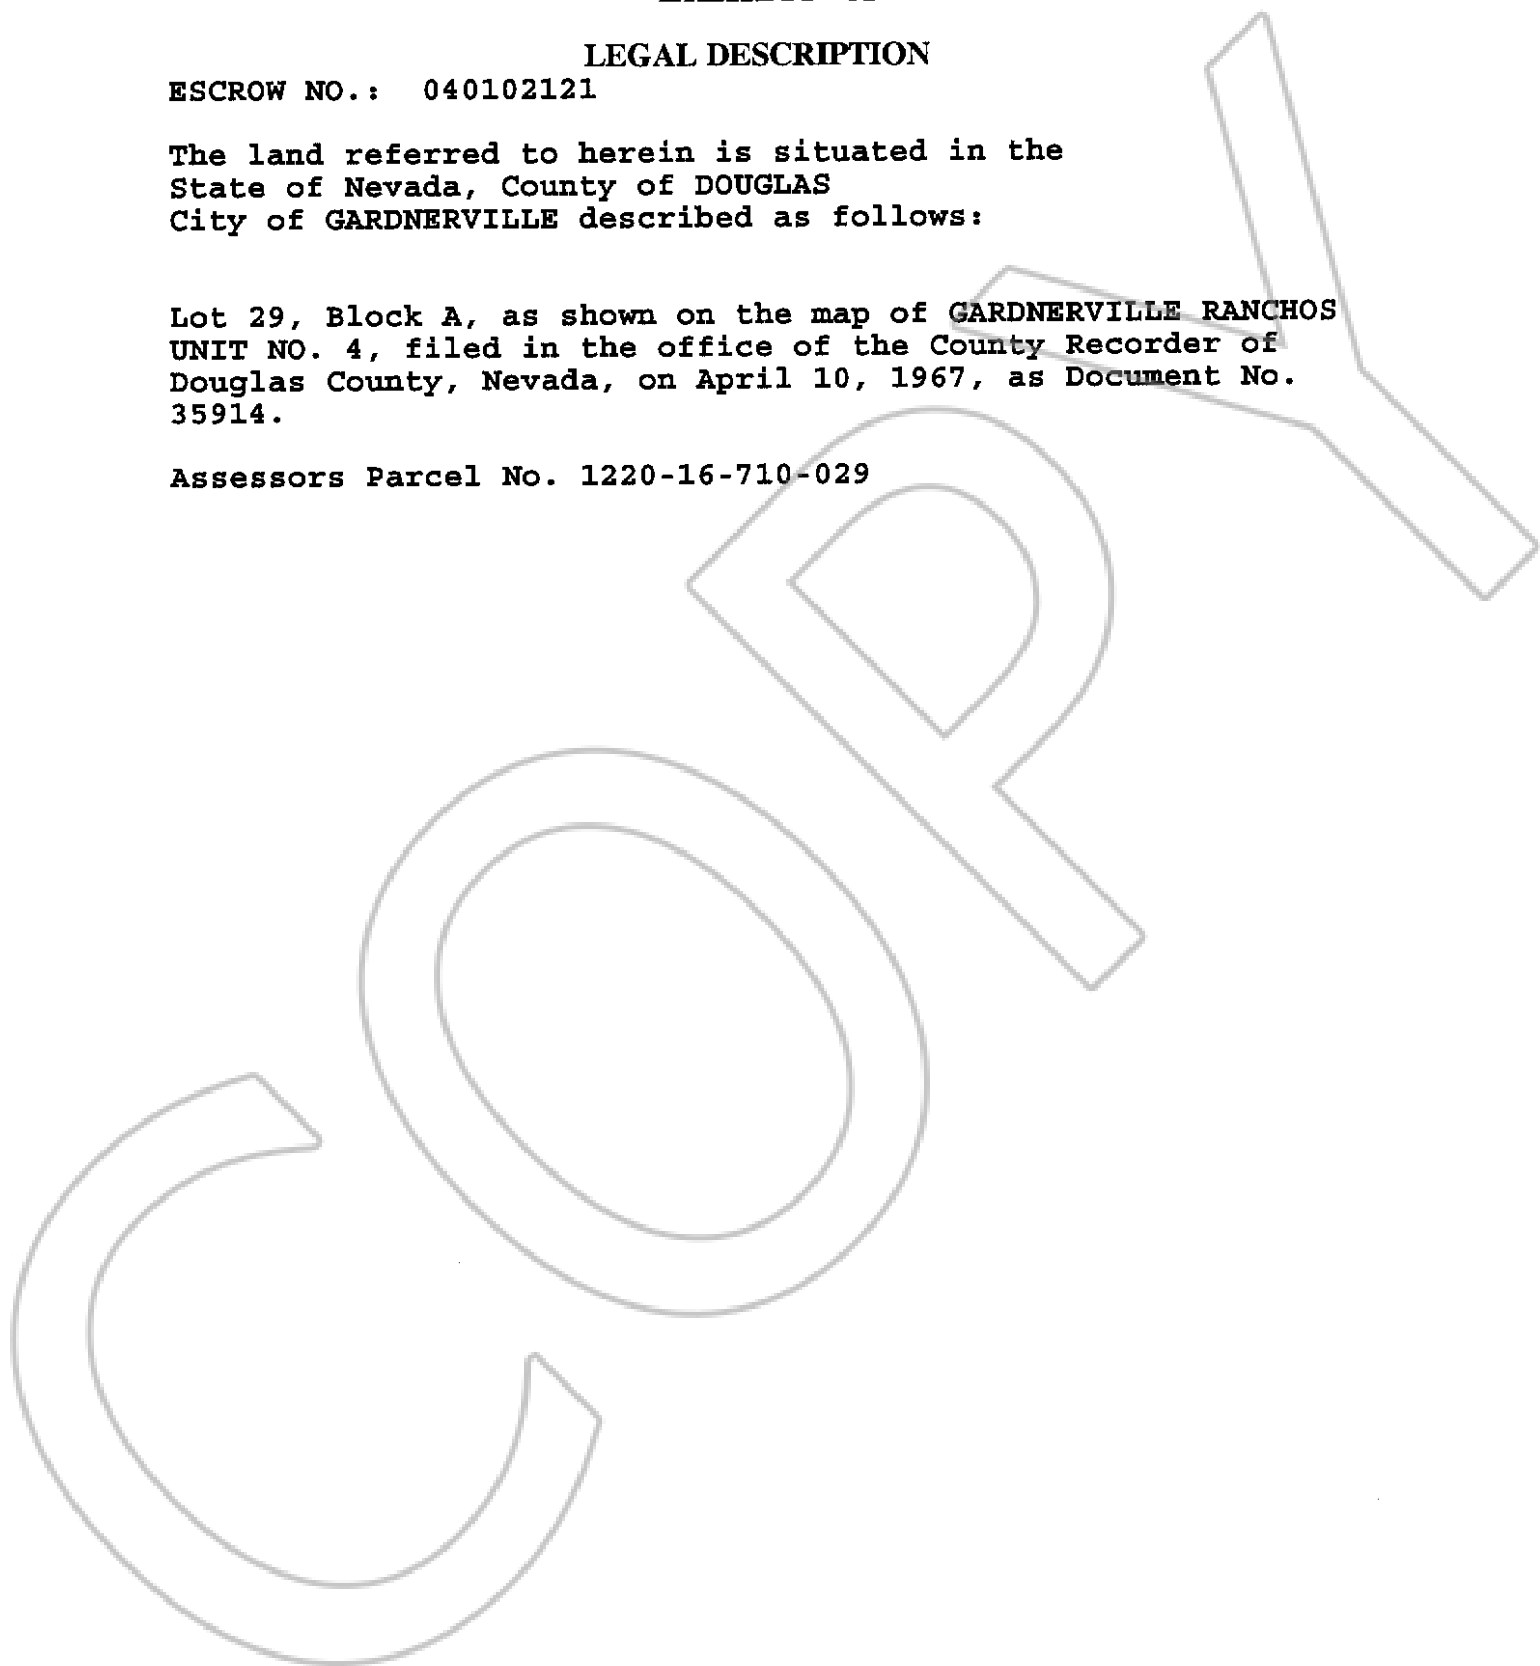 LEGAL DESCRIPTION
ESCROW NO.: 040102121
The land referred to herein is situated in the
State of Nevada, County of DOUGLAS
City of GARDNERVILLE described as follows:
Lot 29, Block A, as shown on the map of GARDNERVILLE RANCHOS
UNIT NO. 4, filed in the office of the County Recorder of
Douglas County, Nevada, on April 10, 1967, as Document No.
35914.
Assessors Parcel No. 1220-16-710-029
COPY